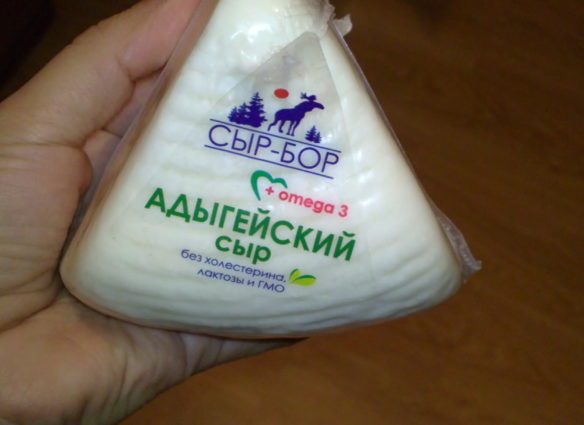 СЫР-БОР
+ omega 3
АДЫГЕЙСКИЙ
сыр
без холестерина,
лактозы и ГМО